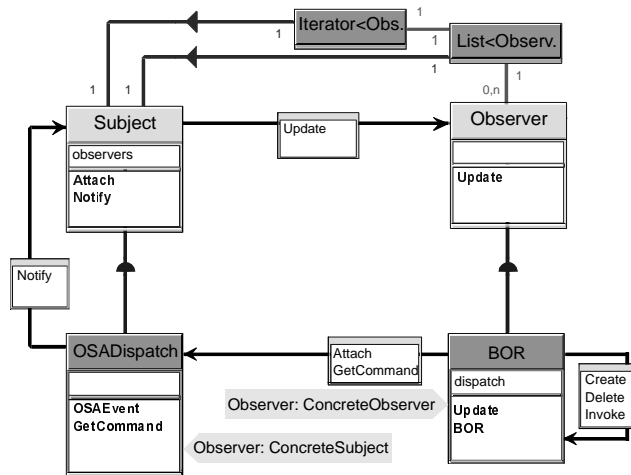 Iterator<Obs.
1
1
1
List<Observ.
1
1
0,n
1
1
Subject
observers
Attach
Notify
Update
Observer
Update
Notify
OSADispatch
OSAEvent
GetCommand
Attach
GetCommand
BOR
dispatch
Update
BOR
Create
Delete
Invoke
Observer: ConcreteObserver
Observer: ConcreteSubject